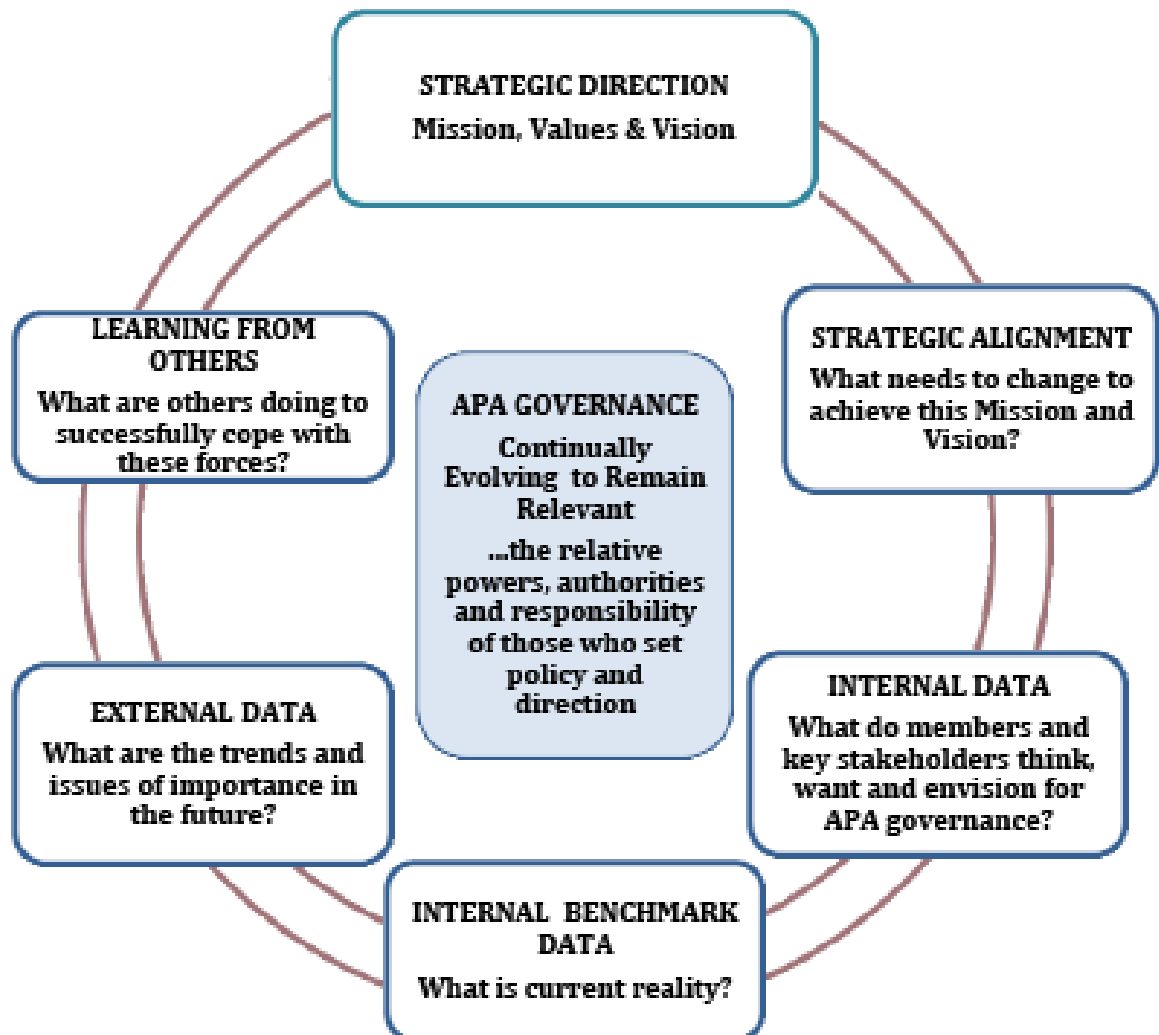 STRATEGIC DIRECTION
Mission, Values & Vision
STRATEGIC ALIGNMENT
What needs to change to
achieve this Mission and
Vision?
INTERNAL DATA
What do members and
key stakeholders think,
want and envision for
APA governance?
INTERNAL BENCHMARK
DATA
What is current reality?
EXTERNAL DATA
What are the trends and
issues of importance in
the future?
LEARNING FROM
OTHERS
What are others doing to
successfully cope with
these forces?
APA GOVERNANCE
Continually
Evolving to Remain
Relevant
...the relative
powers, authorities
and responsibility
of those who set
policy and
direction